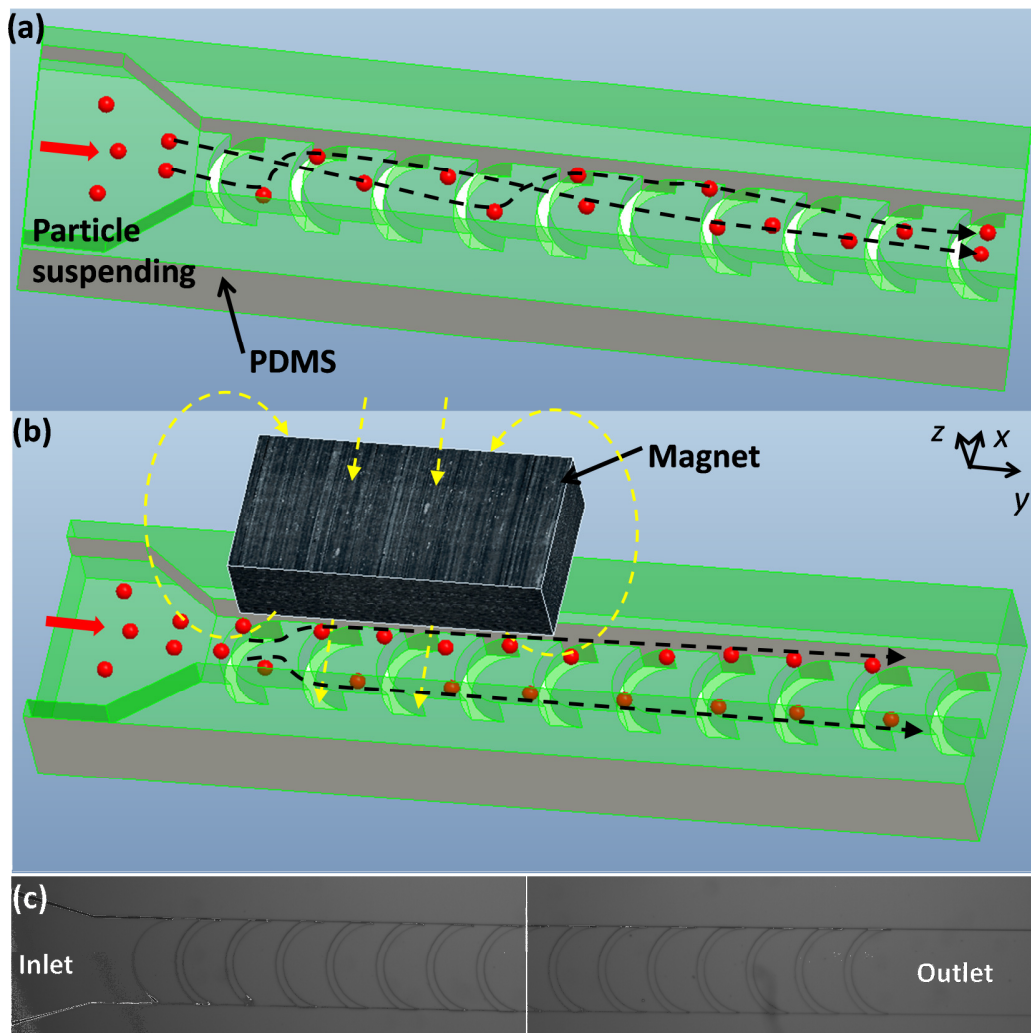 (a)
Particle
suspending
PDMS
(b)
Magnet
z
x
y
(c)
Inlet
Outlet